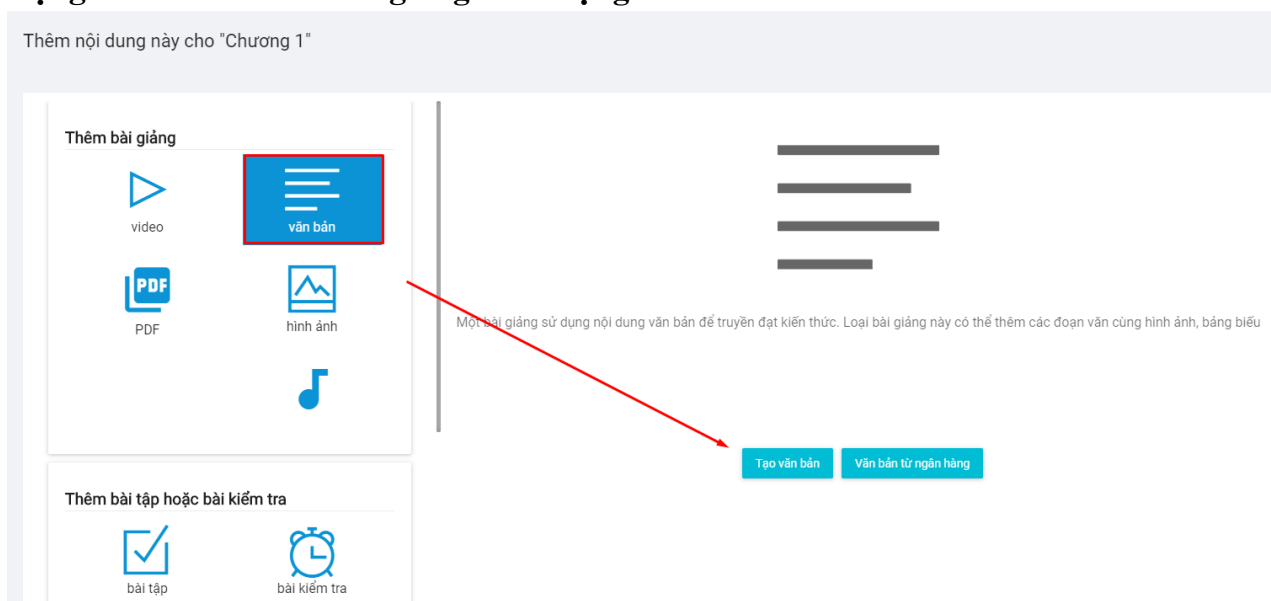 Thêm nội dung này cho "Chương 1"
Thêm bài giảng
video
văn bản
PDF
PDF
hình ảnh
Một bài giảng sử dụng nội dung văn bản để truyền đạt kiến thức. Loại bài giảng này có thể thêm các đoạn văn cùng hình ảnh, bảng biểu
Tạo văn bản
Văn bản từ ngân hàng
Thêm bài tập hoặc bài kiểm tra
bài tập
bài kiểm tra